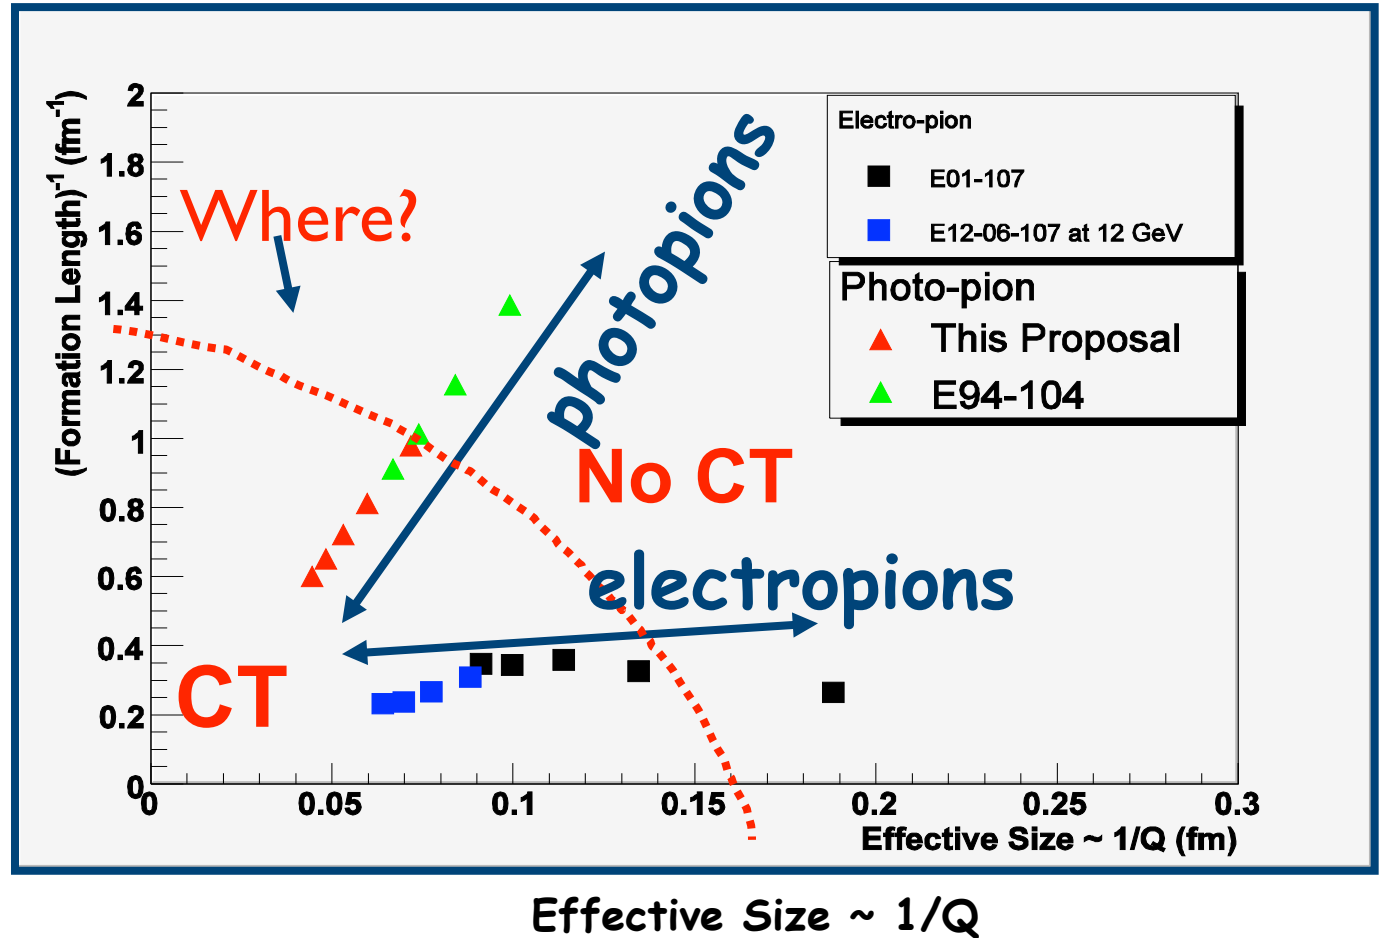 2
1.8
1.6
1.4
1.2
1
0.8
0.6
0.4
0.2
0
(Formation Length)⁻¹ (fm⁻¹)
Where?
photopions
Electro-pion
E01-107
E12-06-107 at 12 GeV
Photo-pion
This Proposal
E94-104
No CT
electropions
CT
0 0.05 0.1 0.15 0.2 0.25 0.3
Effective Size ~ 1/Q (fm)
Effective Size ~ 1/Q